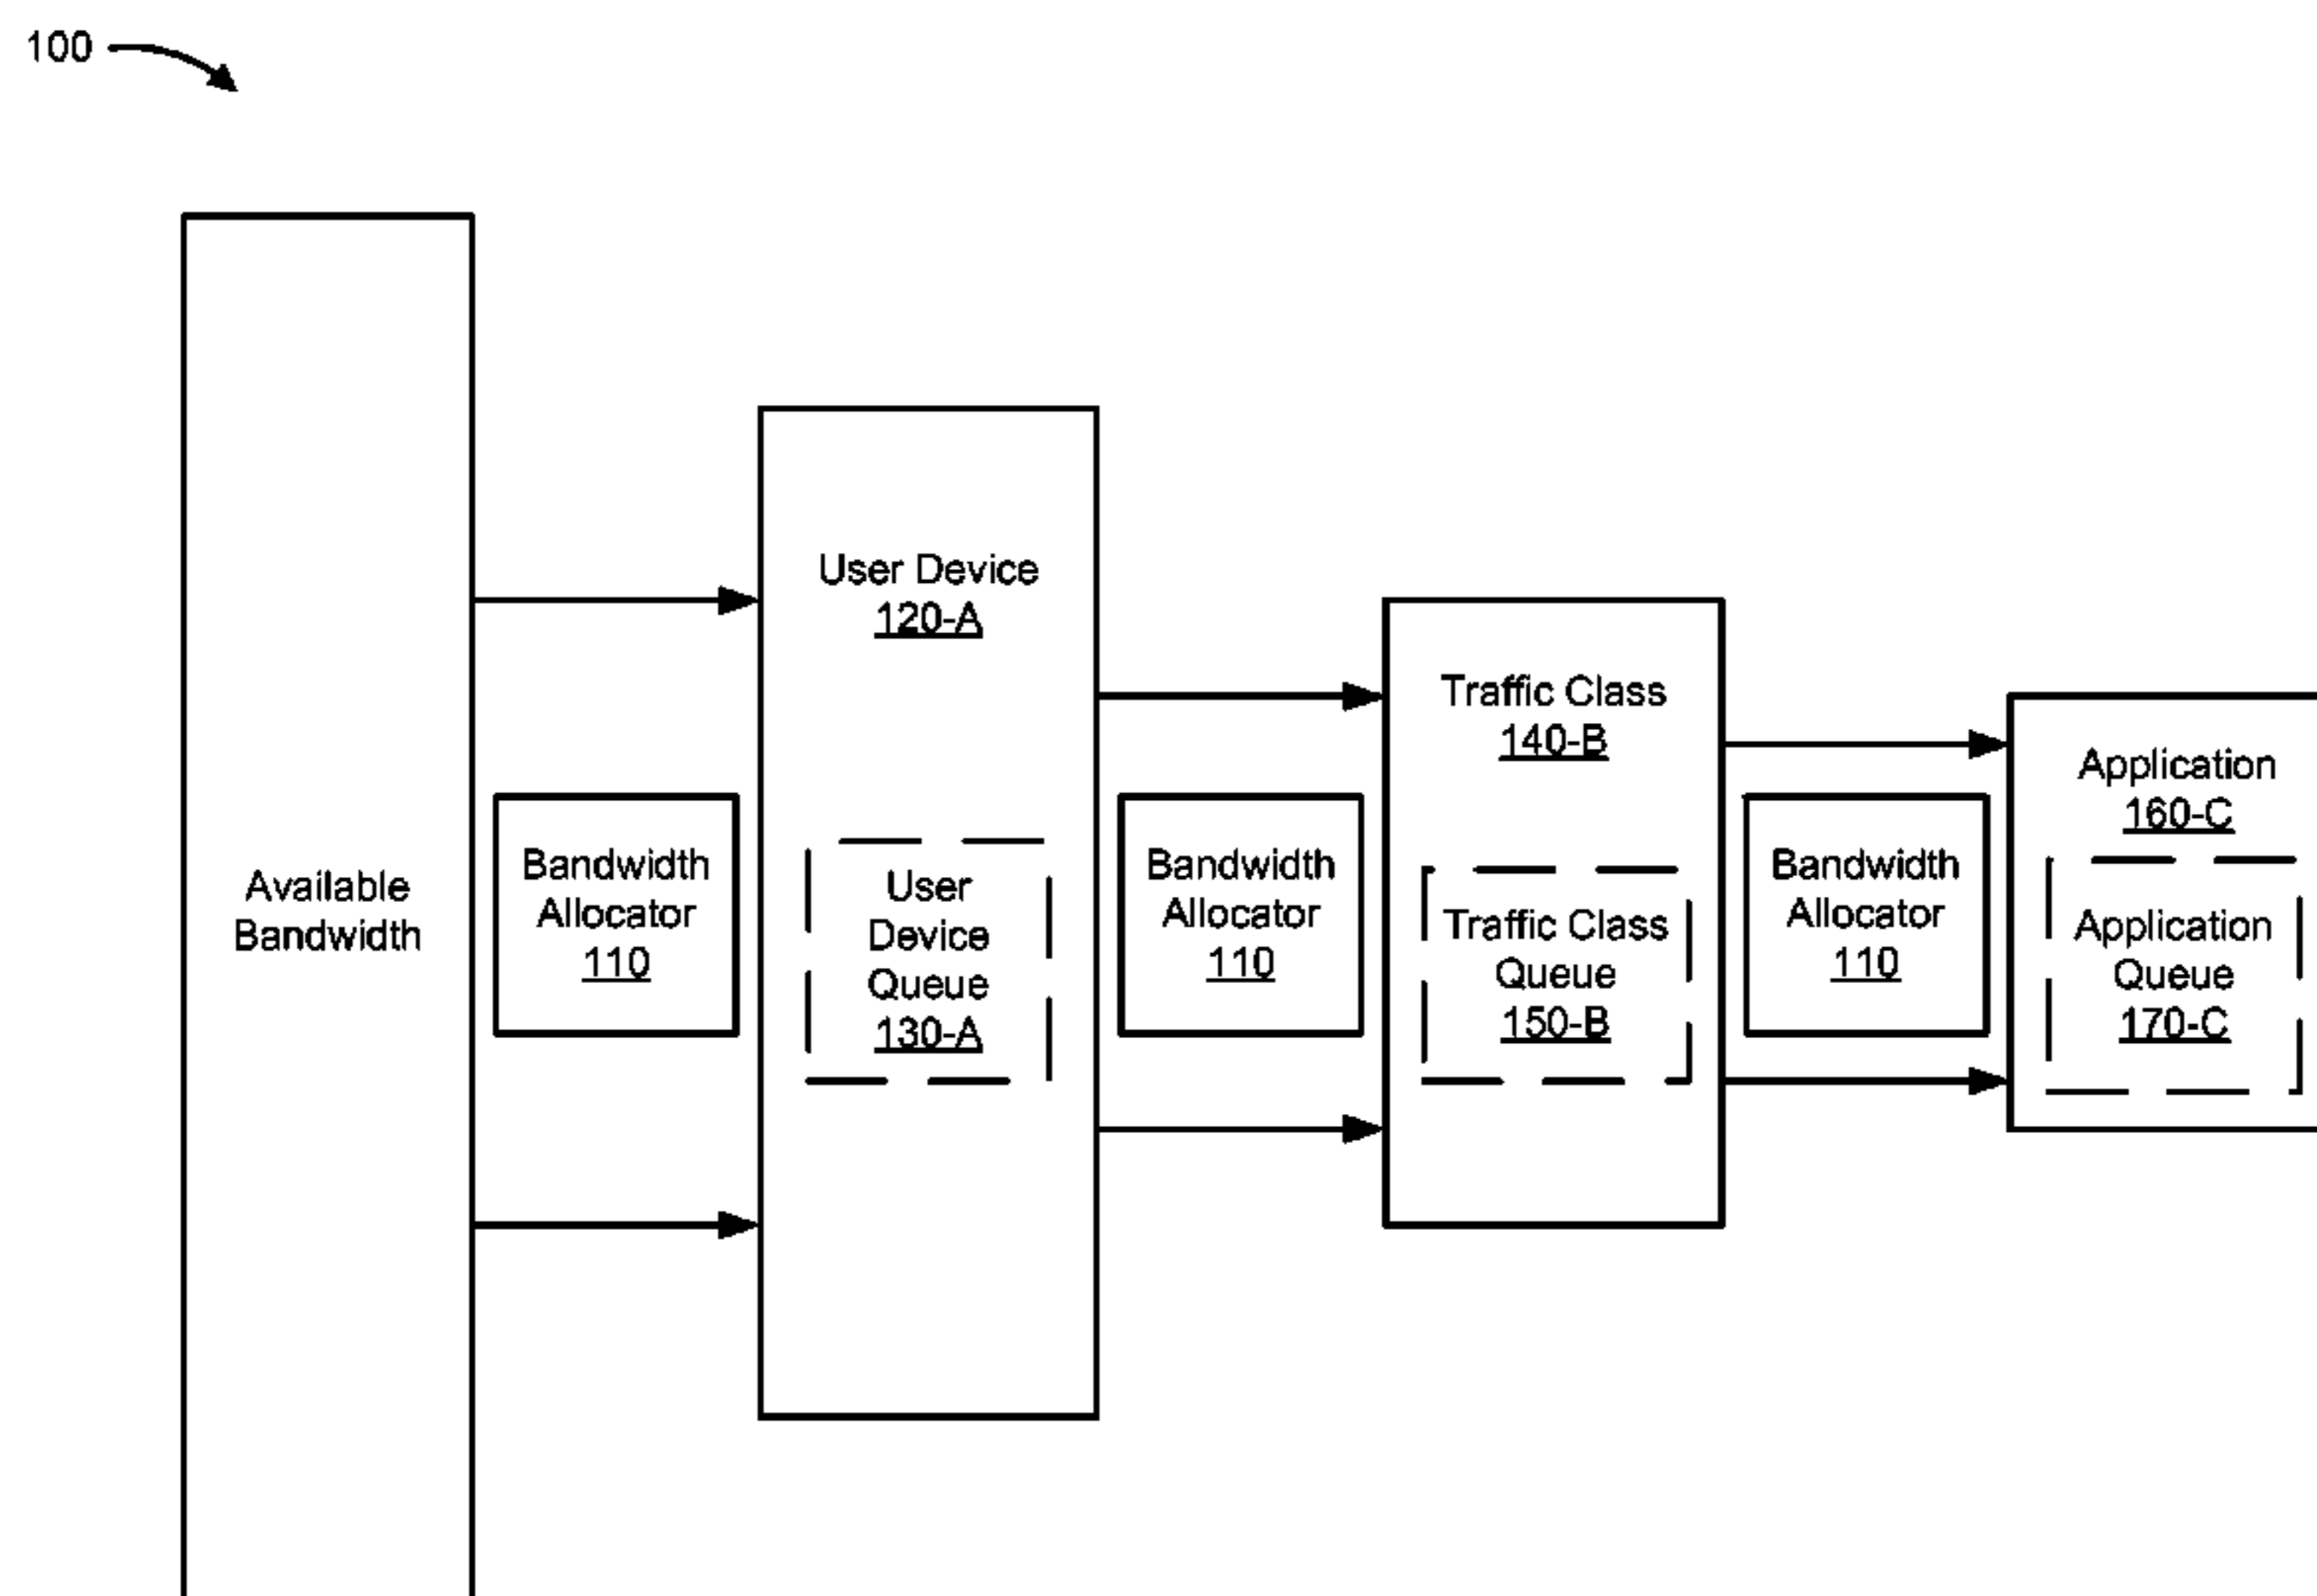 100
Available
Bandwidth
Bandwidth
Allocator
110
User Device
120-A
User
Device
Queue
130-A
Bandwidth
Allocator
110
Traffic Class
140-B
Traffic Class
Queue
150-B
Bandwidth
Allocator
110
Application
160-C
Application
Queue
170-C